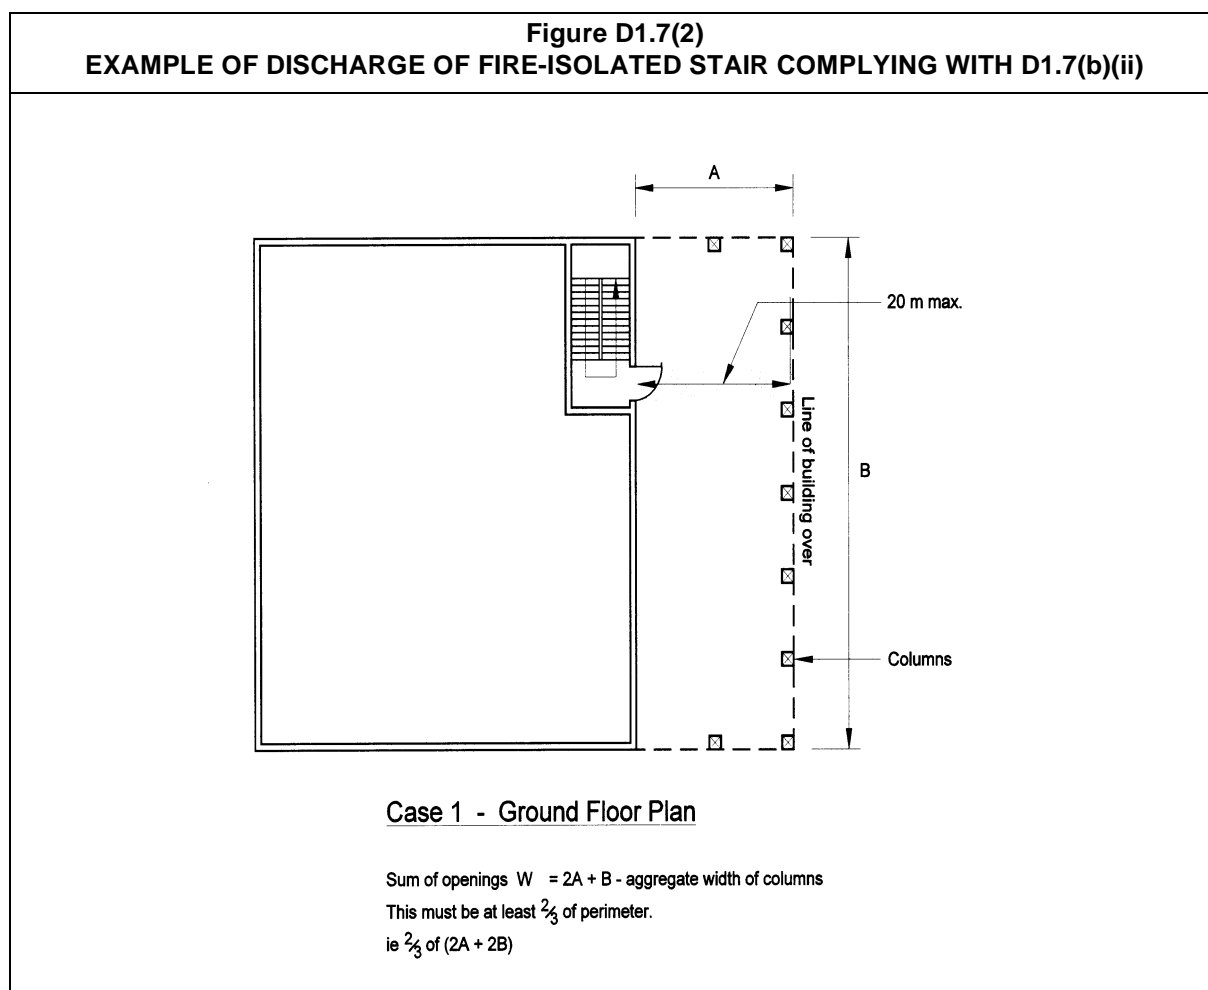 Figure D1.7(2)
EXAMPLE OF DISCHARGE OF FIRE-ISOLATED STAIR COMPLYING WITH D1.7(b)(ii)
A
20 m max.
Line of building over
B
Columns
Case 1 - Ground Floor Plan
Sum of openings W = 2A + B - aggregate width of columns
This must be at least ⅔ of perimeter.
ie ⅔ of (2A + 2B)